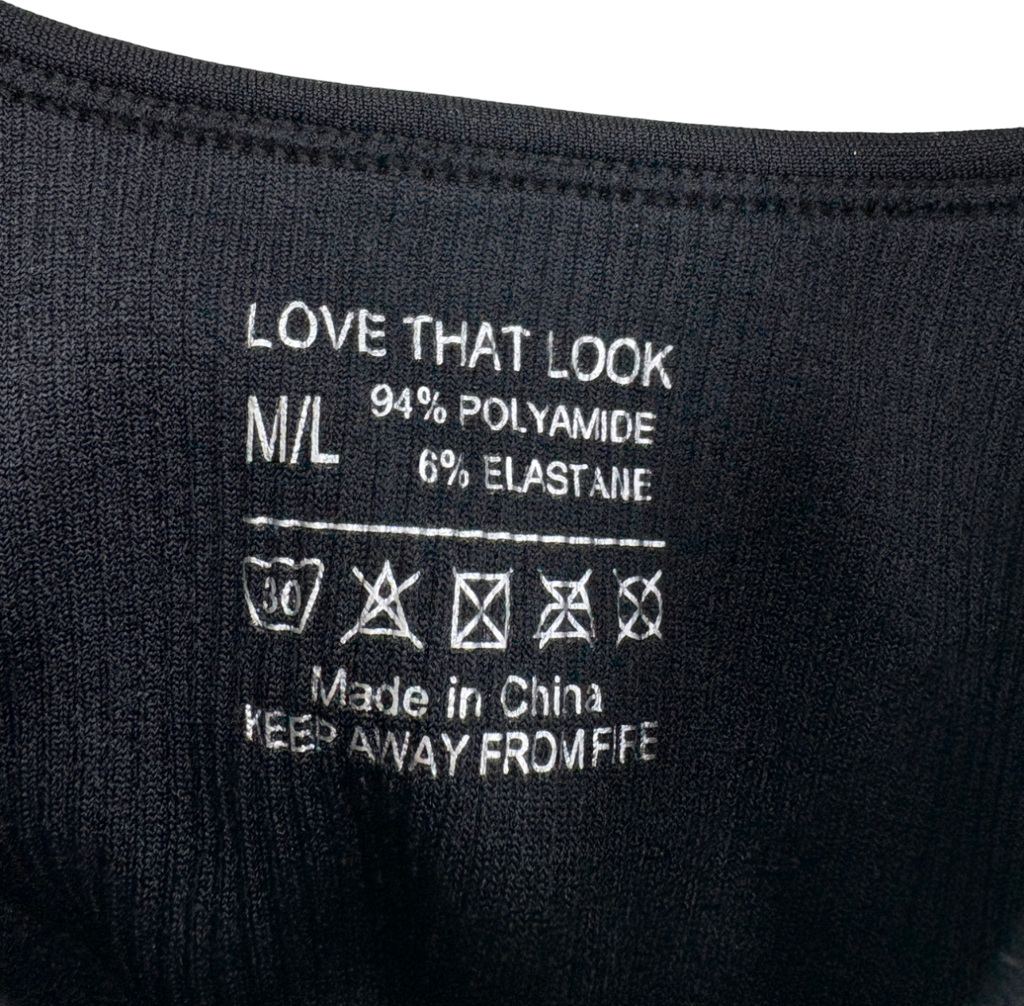 LOVE THAT LOOK
M/L 94% POLYAMIDE
6% ELASTANE
30
Made in China
KEEP AWAY FROM FIRE